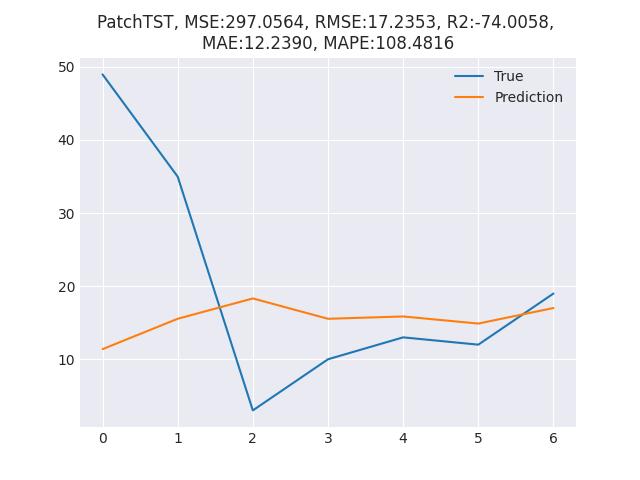 PatchTST, MSE:297.0564, RMSE:17.2353, R2:-74.0058,
MAE:12.2390, MAPE:108.4816
True
Prediction
50
40
30
20
10
0 1 2 3 4 5 6